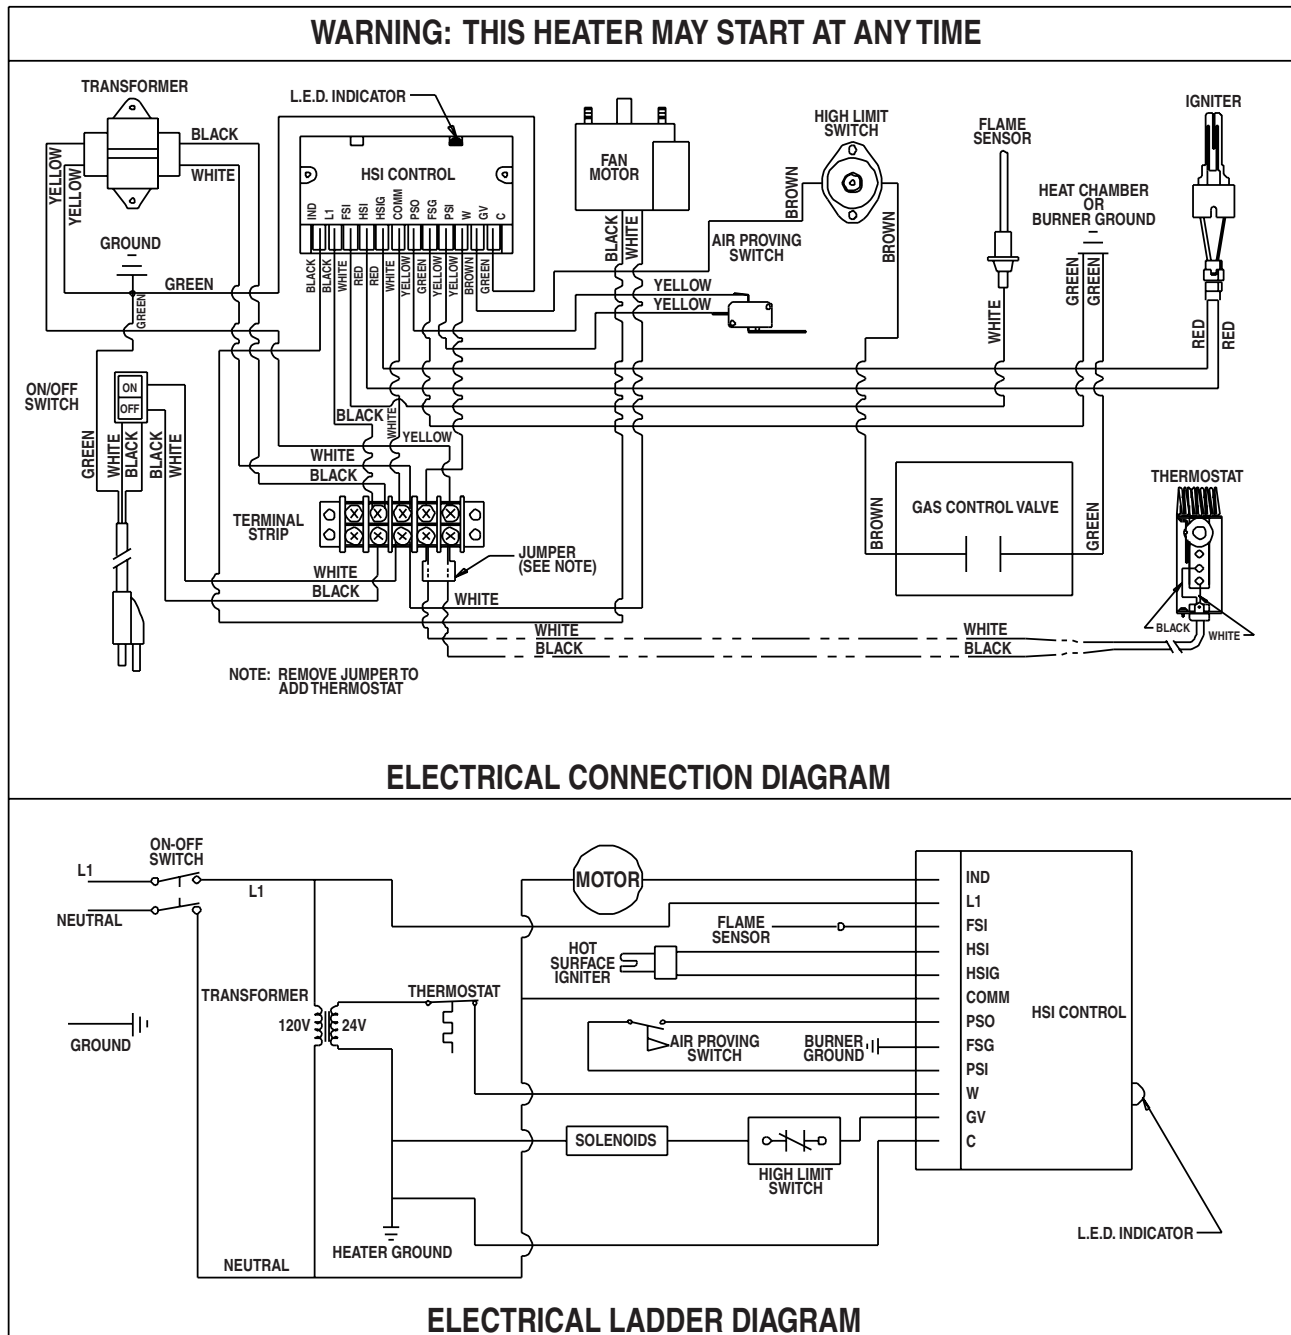 WARNING: THIS HEATER MAY START AT ANY TIME
TRANSFORMER
L.E.D. INDICATOR
BLACK
WHITE
YELLOW
YELLOW
HSI CONTROL
IND
L1
FSI
HSI
HSIG
COMM
PSO
FSG
PSI
W
GV
C
BLACK
BLACK
WHITE
RED
RED
WHITE
YELLOW
GREEN
YELLOW
YELLOW
BROWN
GREEN
FAN
MOTOR
BLACK
WHITE
HIGH LIMIT
SWITCH
BROWN
BROWN
AIR PROVING
SWITCH
YELLOW
YELLOW
FLAME
SENSOR
WHITE
HEAT CHAMBER
OR
BURNER GROUND
GREEN
GREEN
IGNITER
RED
RED
GROUND
GREEN
GREEN
ON/OFF
SWITCH
ON
OFF
GREEN
WHITE
BLACK
BLACK
WHITE
BLACK
WHITE
YELLOW
WHITE
BLACK
TERMINAL
STRIP
JUMPER
(SEE NOTE)
WHITE
BLACK
WHITE
WHITE
BLACK
WHITE
BLACK
BROWN
GAS CONTROL VALVE
GREEN
THERMOSTAT
BLACK
WHITE
NOTE: REMOVE JUMPER TO
ADD THERMOSTAT
ELECTRICAL CONNECTION DIAGRAM
ON-OFF
SWITCH
L1
L1
NEUTRAL
MOTOR
FLAME
SENSOR
HOT
SURFACE
IGNITER
TRANSFORMER
120V
24V
THERMOSTAT
GROUND
AIR PROVING
SWITCH
BURNER
GROUND
IND
L1
FSI
HSI
HSIG
COMM
PSO
FSG
PSI
W
GV
C
HSI CONTROL
SOLENOIDS
HIGH LIMIT
SWITCH
HEATER GROUND
L.E.D. INDICATOR
NEUTRAL
ELECTRICAL LADDER DIAGRAM